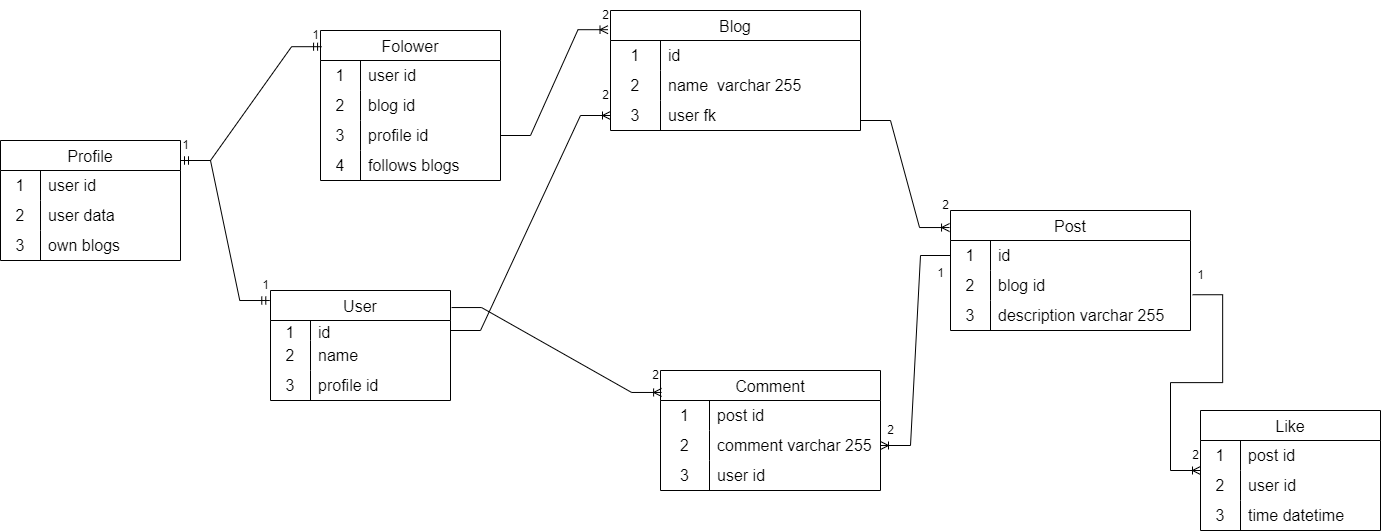 Profile
1 user id
2 user data
3 own blogs
1
1
Folower
1 user id
2 blog id
3 profile id
4 follows blogs
1
User
1 id
2 name
3 profile id
2
2
Blog
1 id
2 name varchar 255
3 user fk
2
Comment
1 post id
2 comment varchar 255
3 user id
2
2
1
Post
1 id
2 blog id
3 description varchar 255
1
2
Like
1 post id
2 user id
3 time datetime